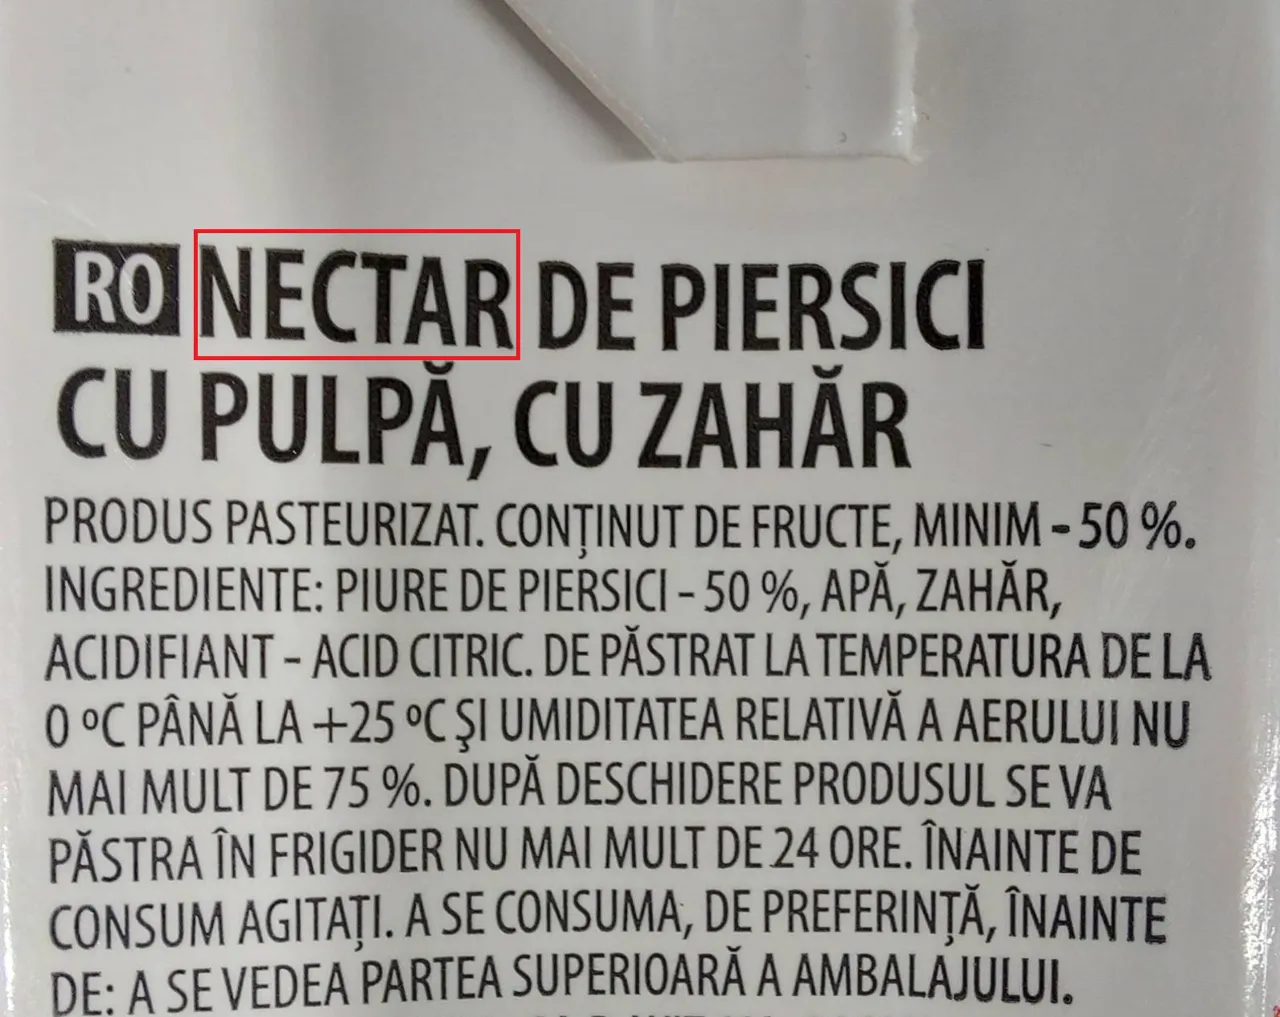 RO NECTAR DE PIERSICI
CU PULPĂ, CU ZAHĂR
PRODUS PASTEURIZAT. CONŢINUT DE FRUCTE, MINIM - 50 %.
INGREDIENTE: PIURE DE PIERSICI - 50 %, APĂ, ZAHĂR,
ACIDIFIANT - ACID CITRIC. DE PĂSTRAT LA TEMPERATURA DE LA
0 ºC PÂNĂ LA +25 ºC ŞI UMIDITATEA RELATIVĂ A AERULUI NU
MAI MULT DE 75 %. DUPĂ DESCHIDERE PRODUSUL SE VA
PĂSTRA ÎN FRIGIDER NU MAI MULT DE 24 ORE. ÎNAINTE DE
CONSUM AGITAŢI. A SE CONSUMA, DE PREFERINŢĂ, ÎNAINTE
DE: A SE VEDEA PARTEA SUPERIOARĂ A AMBALAJULUI.